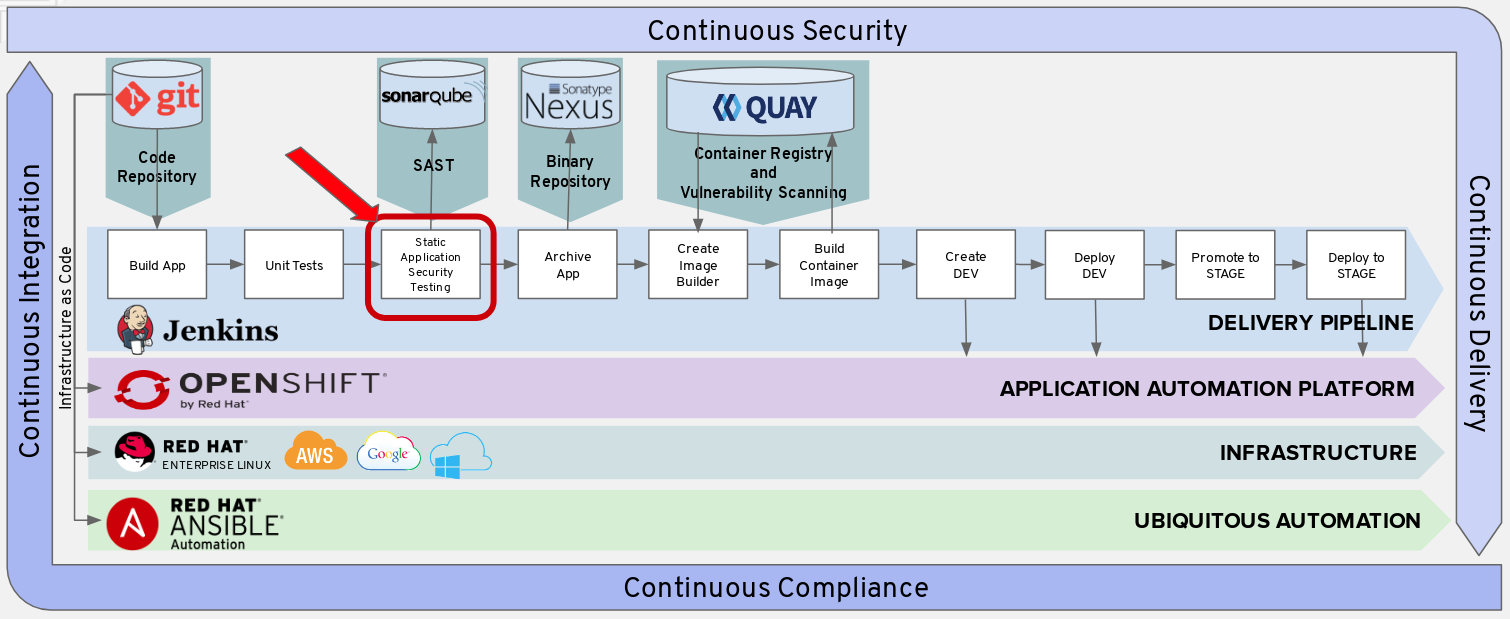 Continuous Security
Continuous Integration
Continuous Delivery
Infrastructure as Code
git
Code
Repository
sonarqube
SAST
Sonatype
Nexus
Binary
Repository
QUAY
Container Registry
and
Vulnerability Scanning
Build App
Unit Tests
Static
Application
Security
Testing
Archive
App
Create
Image
Builder
Build
Container
Image
Create
DEV
Deploy
DEV
Promote to
STAGE
Deploy to
STAGE
Jenkins
DELIVERY PIPELINE
OPENSHIFT
by Red Hat
APPLICATION AUTOMATION PLATFORM
RED HAT
ENTERPRISE LINUX
AWS
Google
INFRASTRUCTURE
A
RED HAT
ANSIBLE
Automation
UBIQUITOUS AUTOMATION
Continuous Compliance